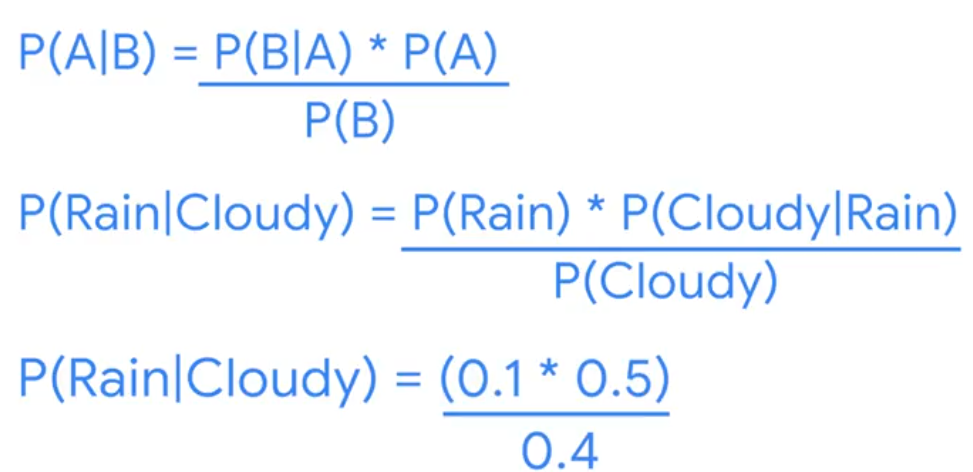 P(A|B) = P(B|A) * P(A)
P(B)
P(Rain|Cloudy) = P(Rain) * P(Cloudy|Rain)
P(Cloudy)
P(Rain|Cloudy) = (0.1 * 0.5)
0.4